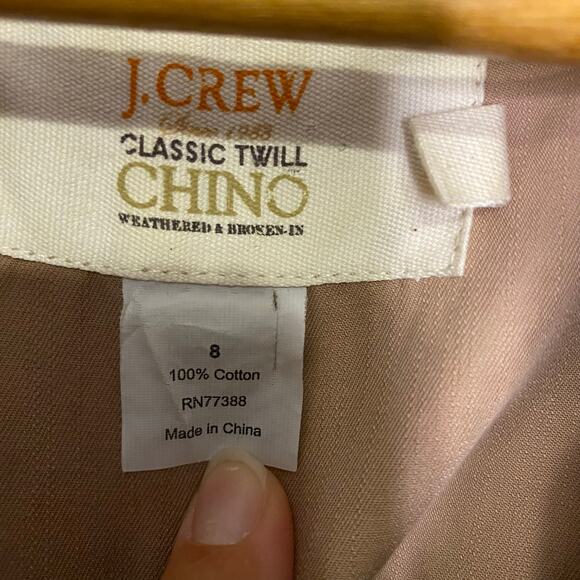 J.CREW
Since 1983
CLASSIC TWILL
CHINO
WEATHERED & BROKEN-IN
8
100% Cotton
RN77388
Made in China